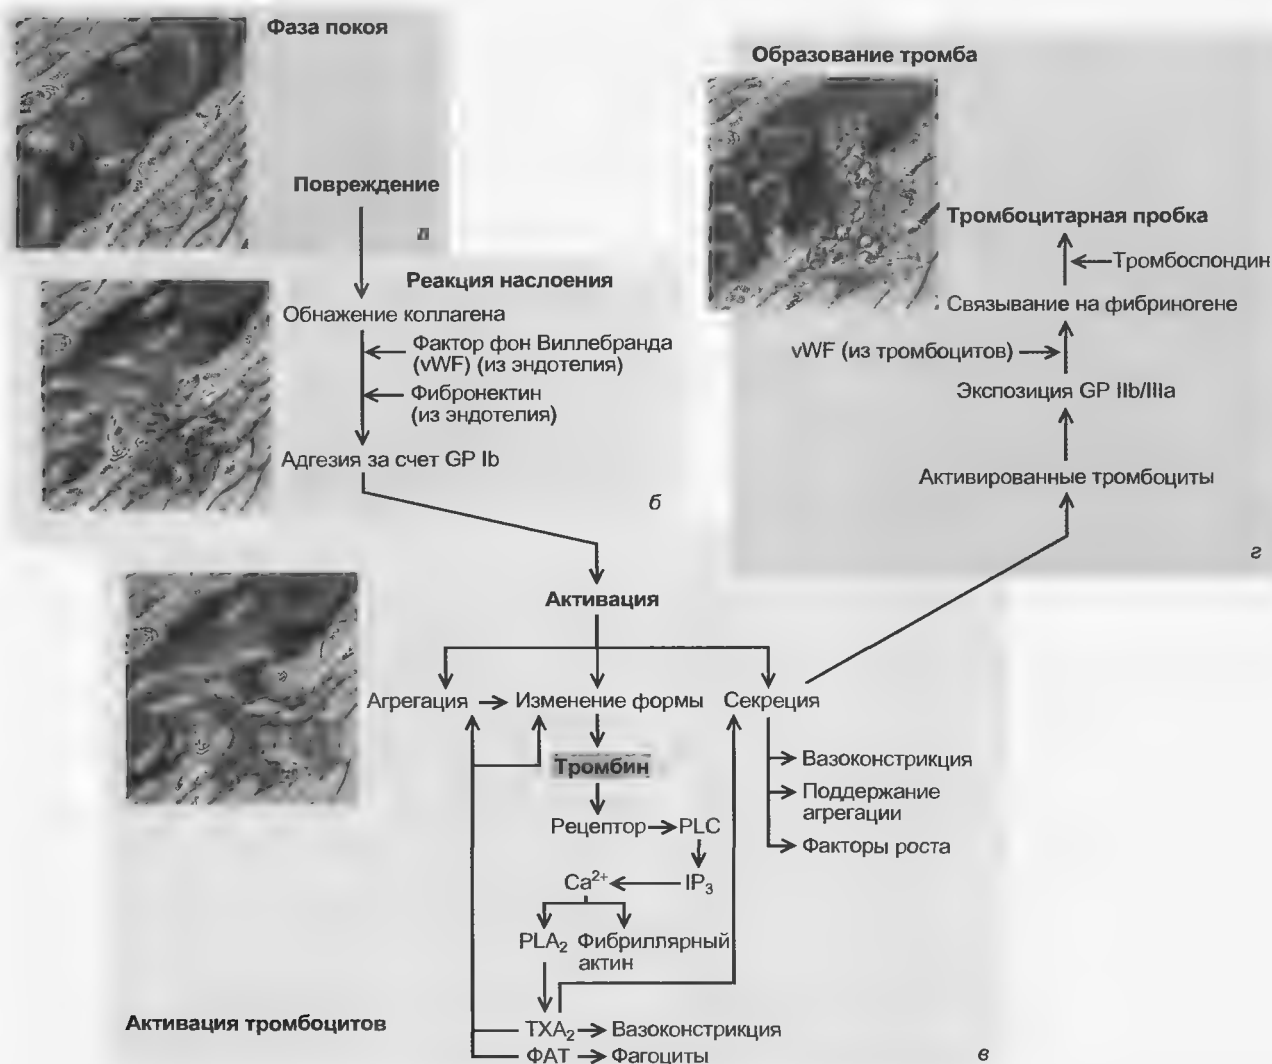 Фаза покоя
Повреждение
Реакция наслоения
Обнажение коллагена
Фактор фон Виллебранда
(vWF) (из эндотелия)
Фибронектин
(из эндотелия)
Адгезия за счет GP Ib
б
Образование тромба
Тромбоцитарная пробка
Тромбоспондин
Связывание на фибриногене
vWF (из тромбоцитов)
Экспозиция GP IIb/IIIa
Активированные тромбоциты
г
Активация
Агрегация
Изменение формы
Секреция
Тромбин
Рецептор
PLC
Ca²⁺
IP₃
PLA₂
Фибриллярный
актин
Вазоконстрикция
Поддержание
агрегации
Факторы роста
Активация тромбоцитов
TXA₂
Вазоконстрикция
ФАТ
Фагоциты
в